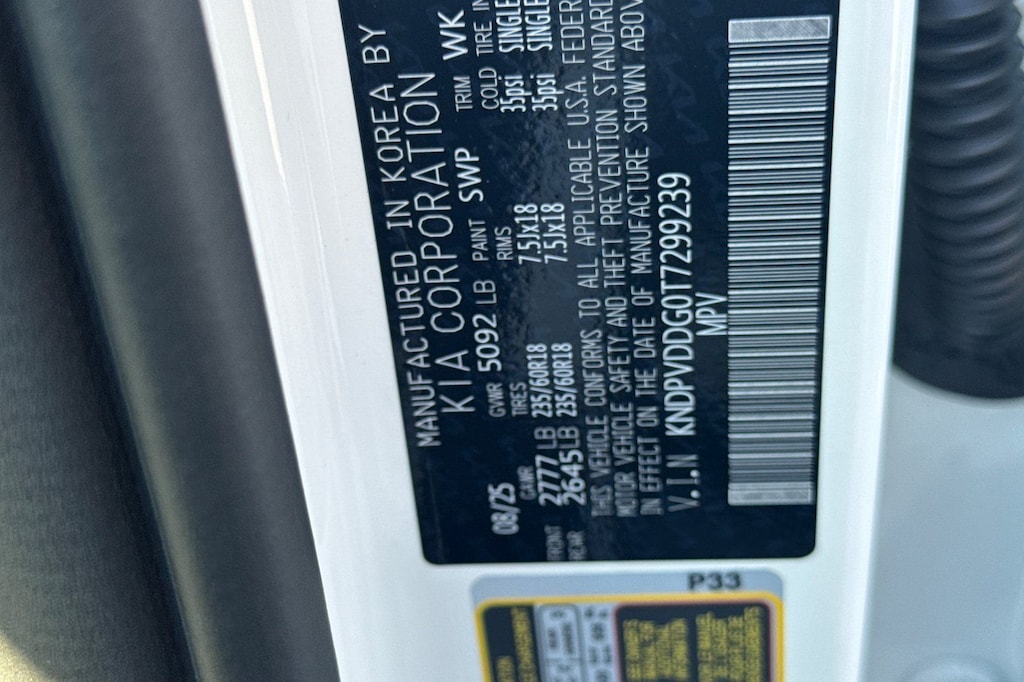 MANUFACTURED IN KOREA BY
KIA CORPORATION
08/25 GVWR 5092 LB PAINT SWP TRIM WK
GAWR TIRES RIMS COLD TIRE
FRONT 2777 LB 235/60R18 7.5Jx18 35psi SINGLE
REAR 2645LB 235/60R18 7.5Jx18 35psi SINGLE
THIS VEHICLE CONFORMS TO ALL APPLICABLE U.S.A. FEDER
MOTOR VEHICLE SAFETY AND THEFT PREVENTION STANDARD
IN EFFECT ON THE DATE OF MANUFACTURE SHOWN ABOV
V.I.N KNDPVDDG0T7299239
MPV
P33